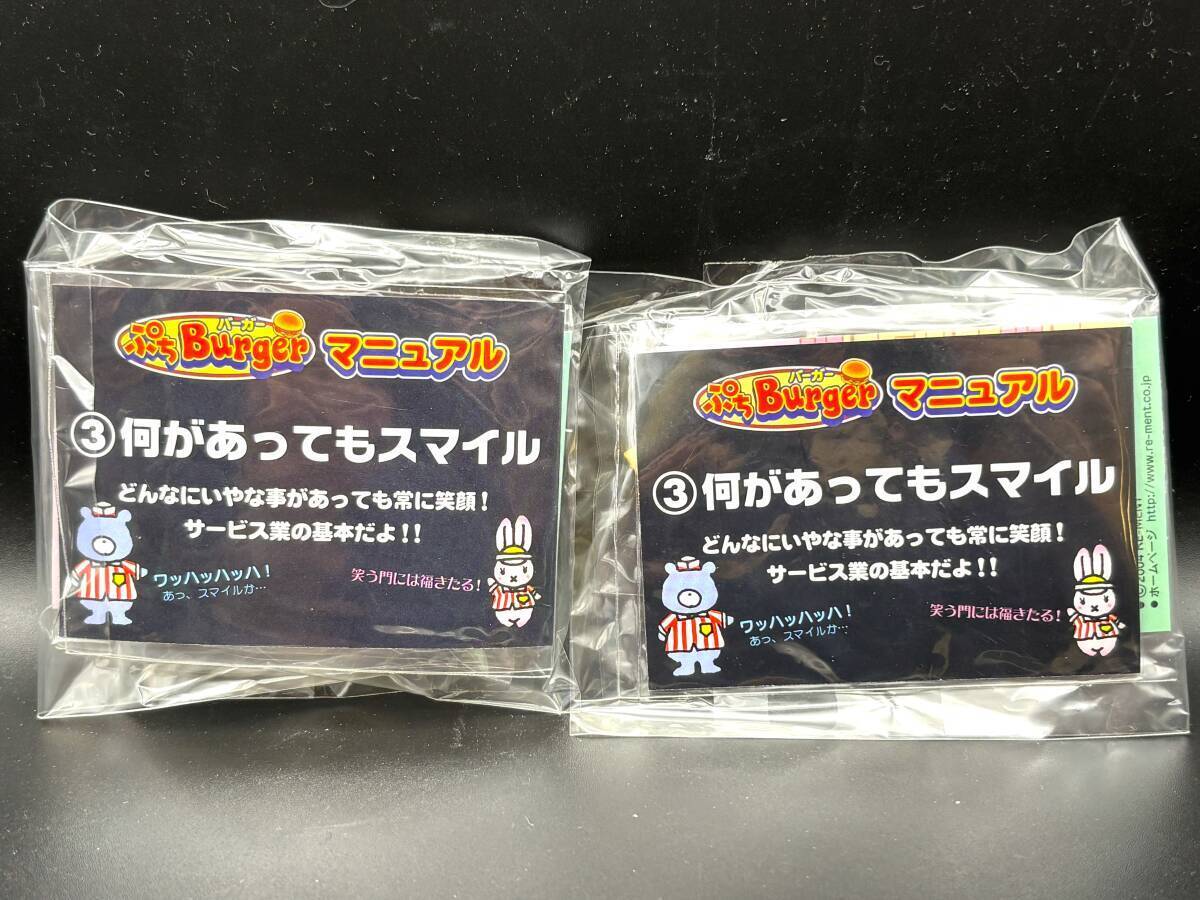 バーガー
ぷちBurger マニュアル
③何があってもスマイル
どんなにいやな事があっても常に笑顔！
サービス業の基本だよ！！
ワッハッハッハ！
あっ、スマイルか…
笑う門には福きたる！
バーガー
ぷちBurger マニュアル
③何があってもスマイル
どんなにいやな事があっても常に笑顔！
サービス業の基本だよ！！
ワッハッハッハ！
あっ、スマイルか…
笑う門には福きたる！
●ホームページ http://www.re-ment.co.jp
●©2004 RE-MENT